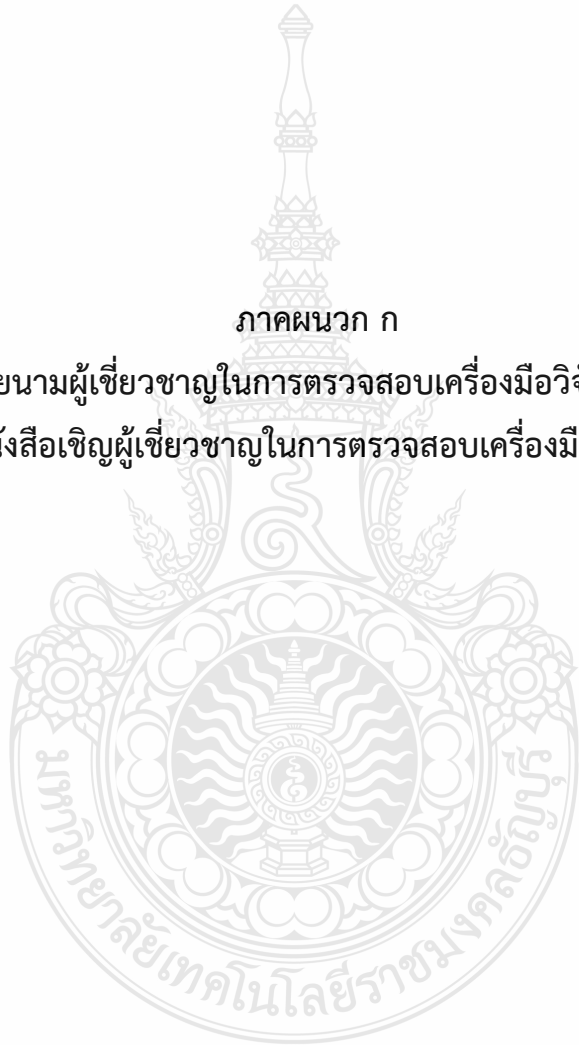 ภาคผนวก ก
ยนามผู้เชี่ยวชาญในการตรวจสอบเครื่องมือวิจ
ังสือเชิญผู้เชี่ยวชาญในการตรวจสอบเครื่องมื
มหาวิทยาลัยเทคโนโลยีราชมงคลธัญบุรี